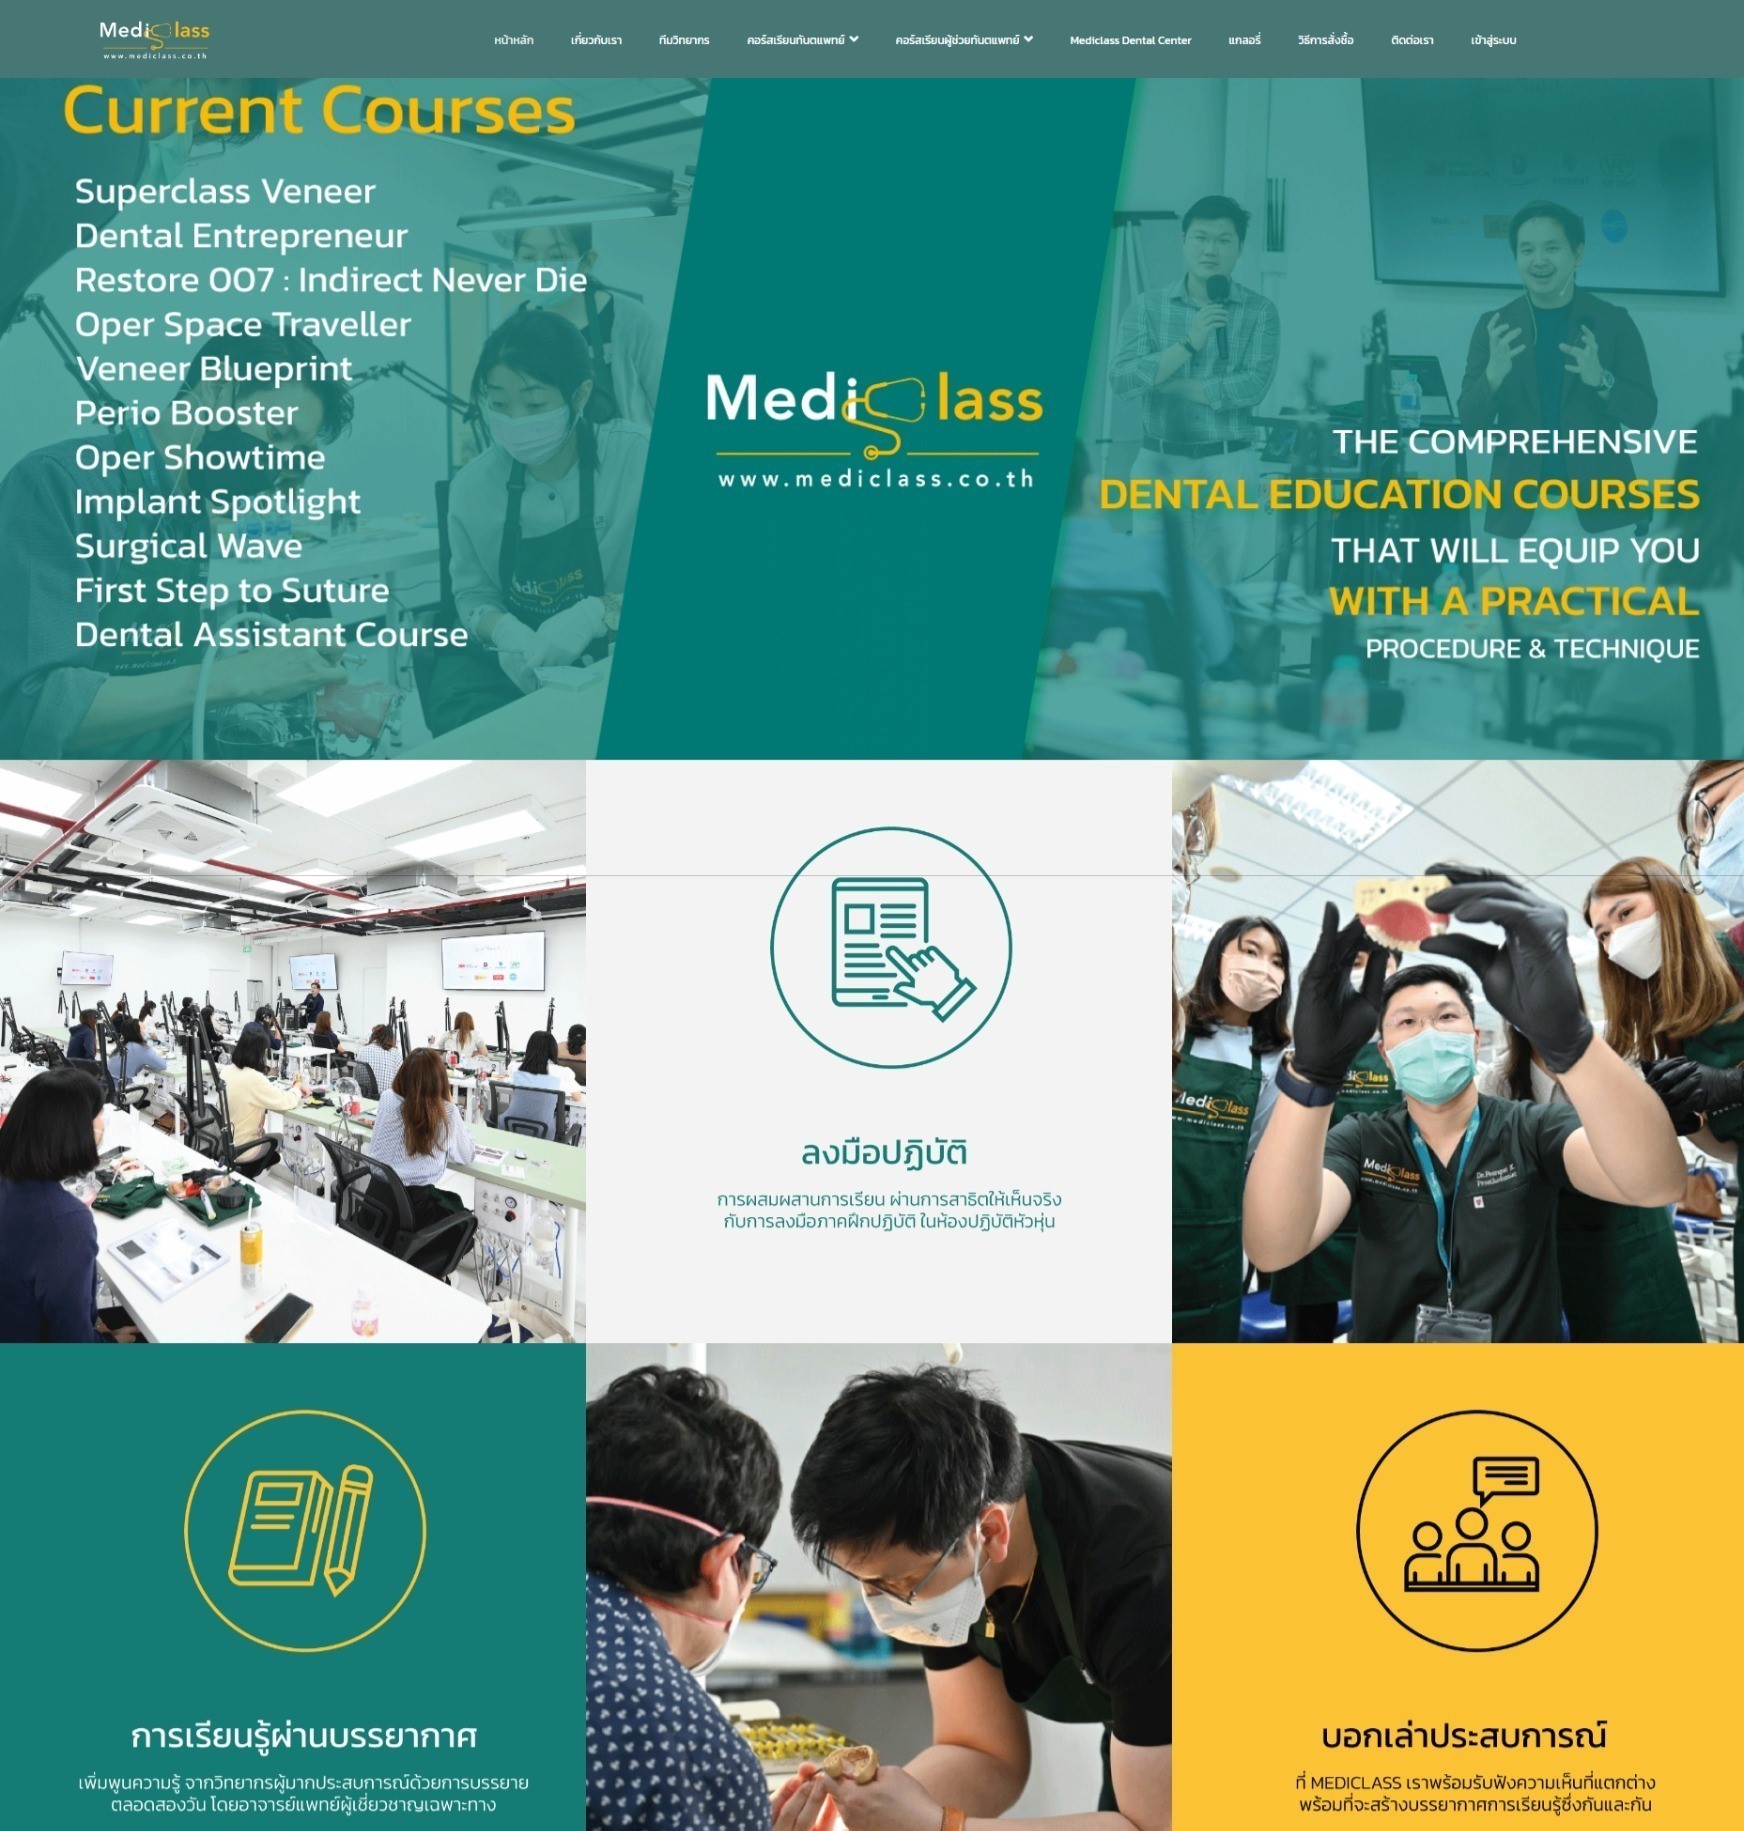 Mediclass
www.mediclass.co.th
หน้าหลัก
เกี่ยวกับเรา
ทีมวิทยากร
คอร์สเรียนทันตแพทย์
คอร์สเรียนผู้ช่วยทันตแพทย์
Mediclass Dental Center
แกลอรี่
วิธีการสั่งซื้อ
ติดต่อเรา
เข้าสู่ระบบ
Current Courses
Superclass Veneer
Dental Entrepreneur
Restore 007 : Indirect Never Die
Oper Space Traveller
Veneer Blueprint
Perio Booster
Oper Showtime
Implant Spotlight
Surgical Wave
First Step to Suture
Dental Assistant Course
Mediclass
www.mediclass.co.th
THE COMPREHENSIVE
DENTAL EDUCATION COURSES
THAT WILL EQUIP YOU
WITH A PRACTICAL
PROCEDURE & TECHNIQUE
ลงมือปฏิบัติ
การผสมผสานการเรียน ผ่านการสาธิตให้เห็นจริง
กับการลงมือภาคฝึกปฏิบัติ ในห้องปฏิบัติหัวหุ่น
Mediclass
www.mediclass.co.th
Mediclass
www.mediclass.co.th
การเรียนรู้ผ่านบรรยากาศ
เพิ่มพูนความรู้ จากวิทยากรผู้มากประสบการณ์ด้วยการบรรยาย
ตลอดสองวัน โดยอาจารย์แพทย์ผู้เชี่ยวชาญเฉพาะทาง
บอกเล่าประสบการณ์
ที่ MEDICLASS เราพร้อมรับฟังความเห็นที่แตกต่าง
พร้อมที่จะสร้างบรรยากาศการเรียนรู้ซึ่งกันและกัน